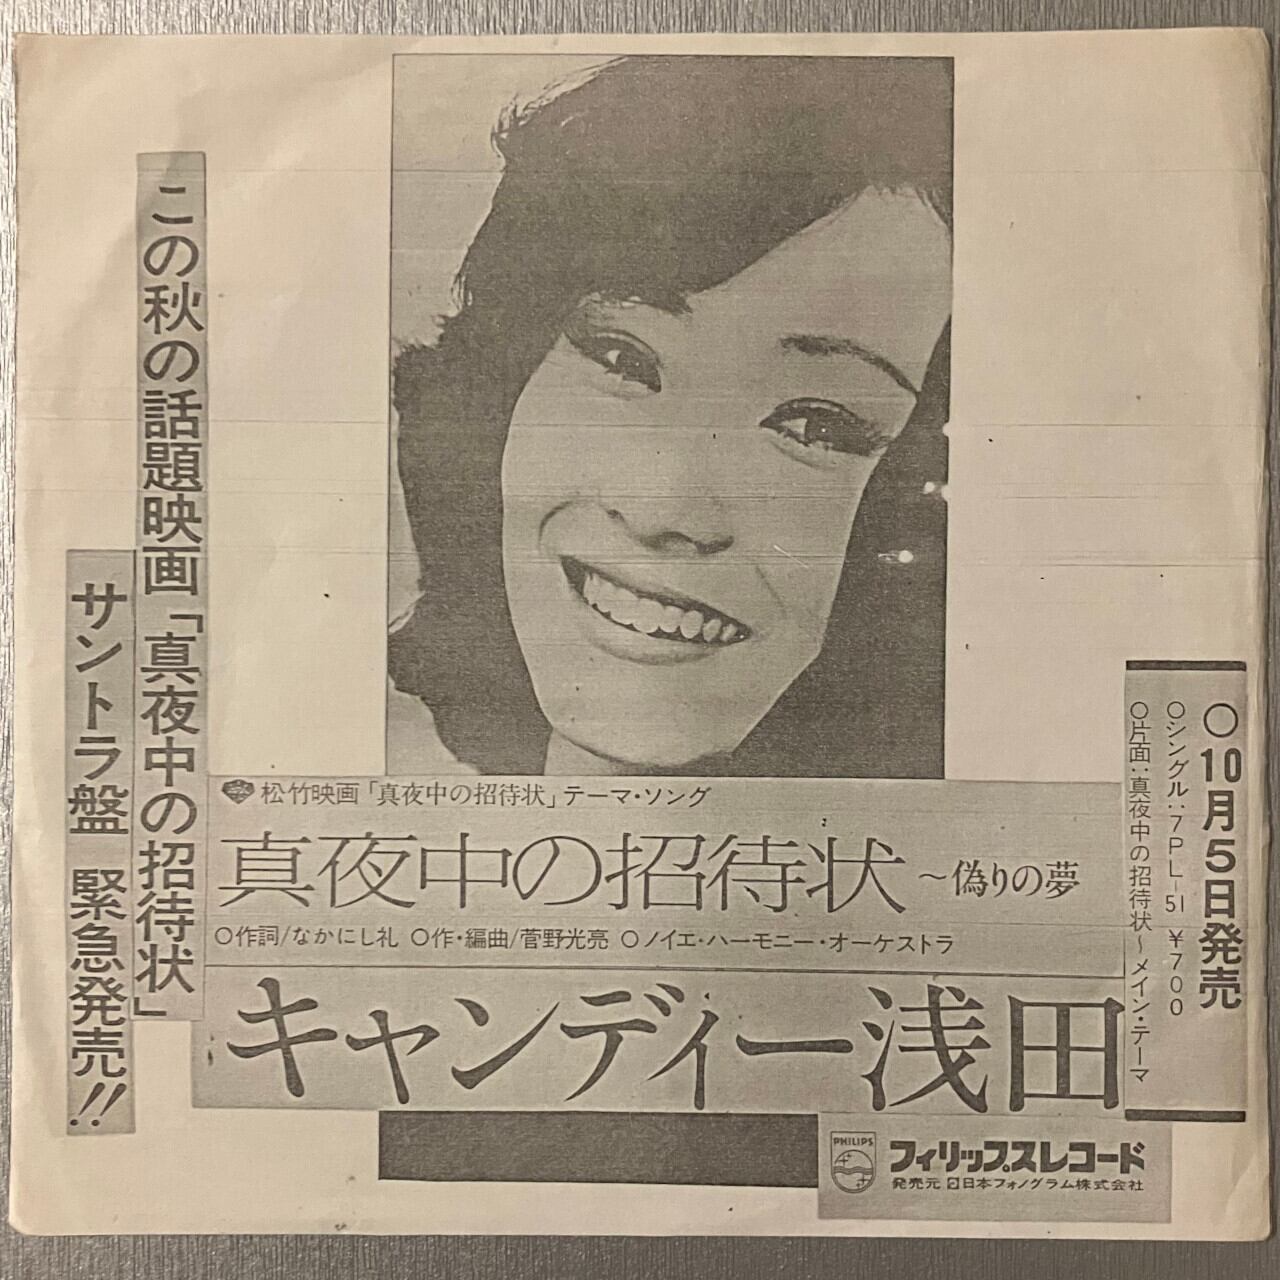 この秋の話題映画「真夜中の招待状」
サントラ盤 緊急発売!!
松竹映画「真夜中の招待状」テーマ・ソング
真夜中の招待状 ～偽りの夢
○作詞/なかにし礼 ○作・編曲/菅野光亮 ○ノイエ・ハーモニー・オーケストラ
キャンディー浅田
○10月5日発売
○シングル:7PL-51 ￥700
○片面:真夜中の招待状～メイン・テーマ
PHILIPS
フィリップスレコード
発売元 日本フォノグラム株式会社